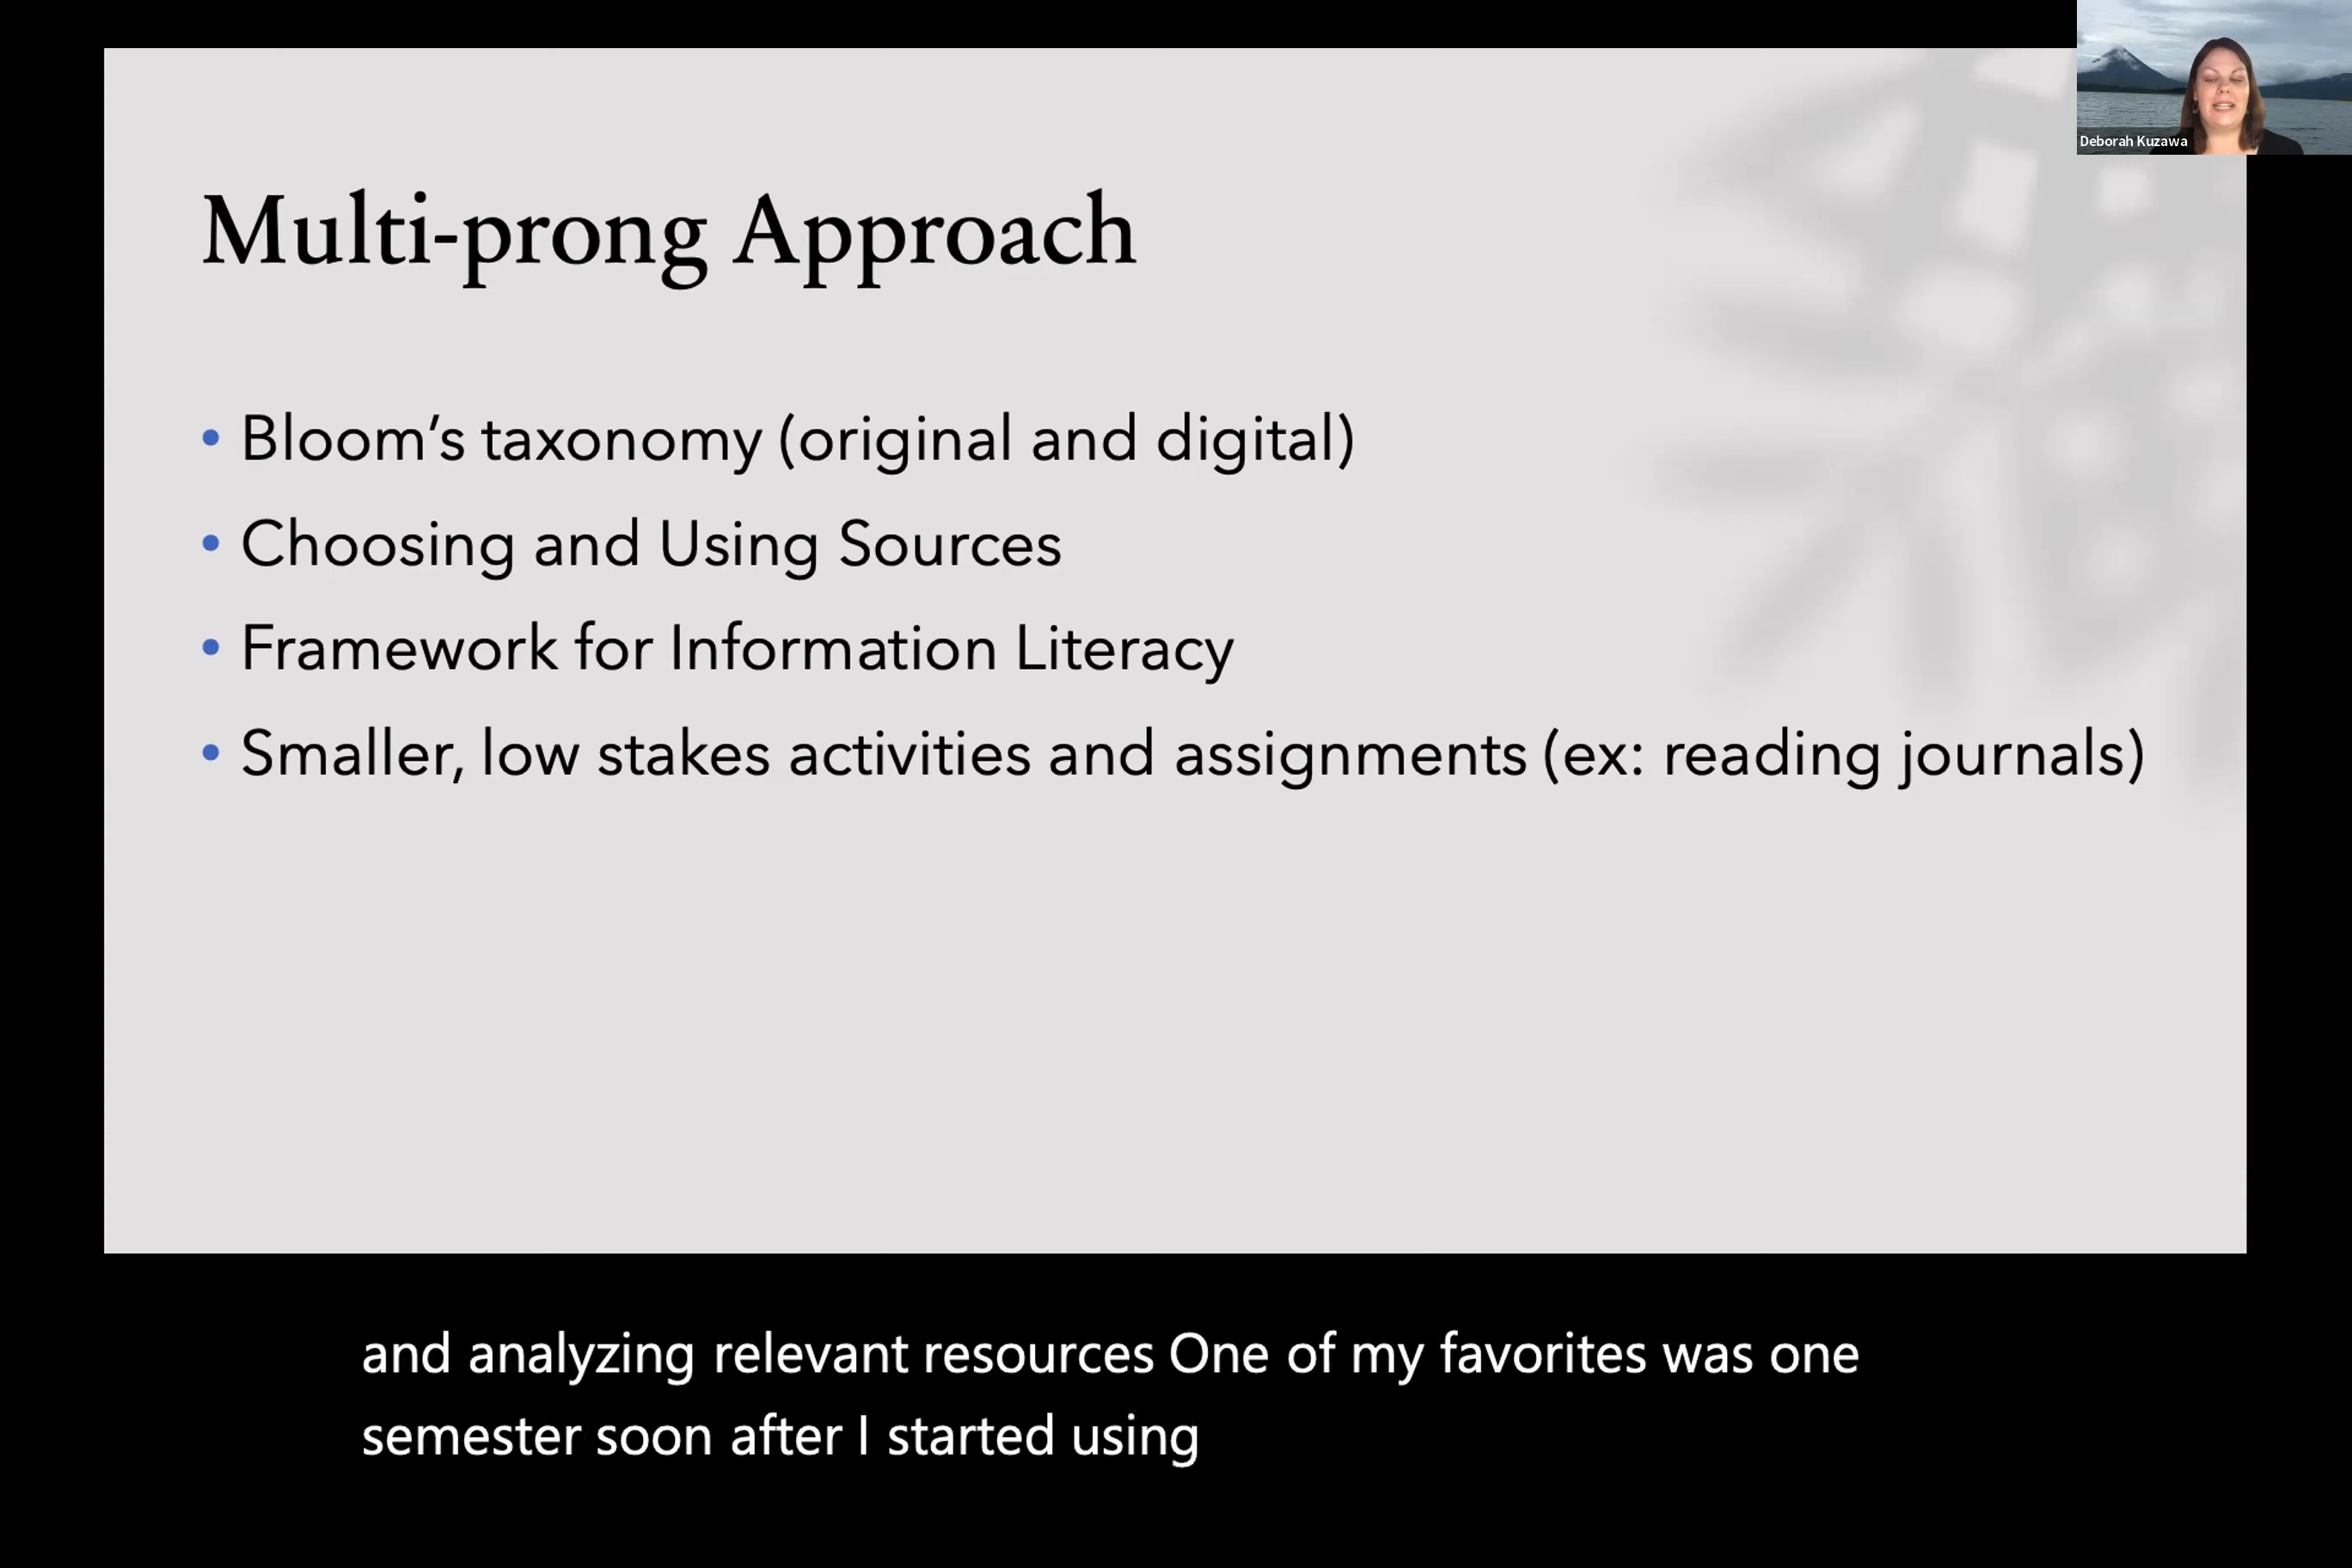 Deborah Kuzawa
Multi-prong Approach
• Bloom’s taxonomy (original and digital)
• Choosing and Using Sources
• Framework for Information Literacy
• Smaller, low stakes activities and assignments (ex: reading journals)
and analyzing relevant resources One of my favorites was one
semester soon after I started using